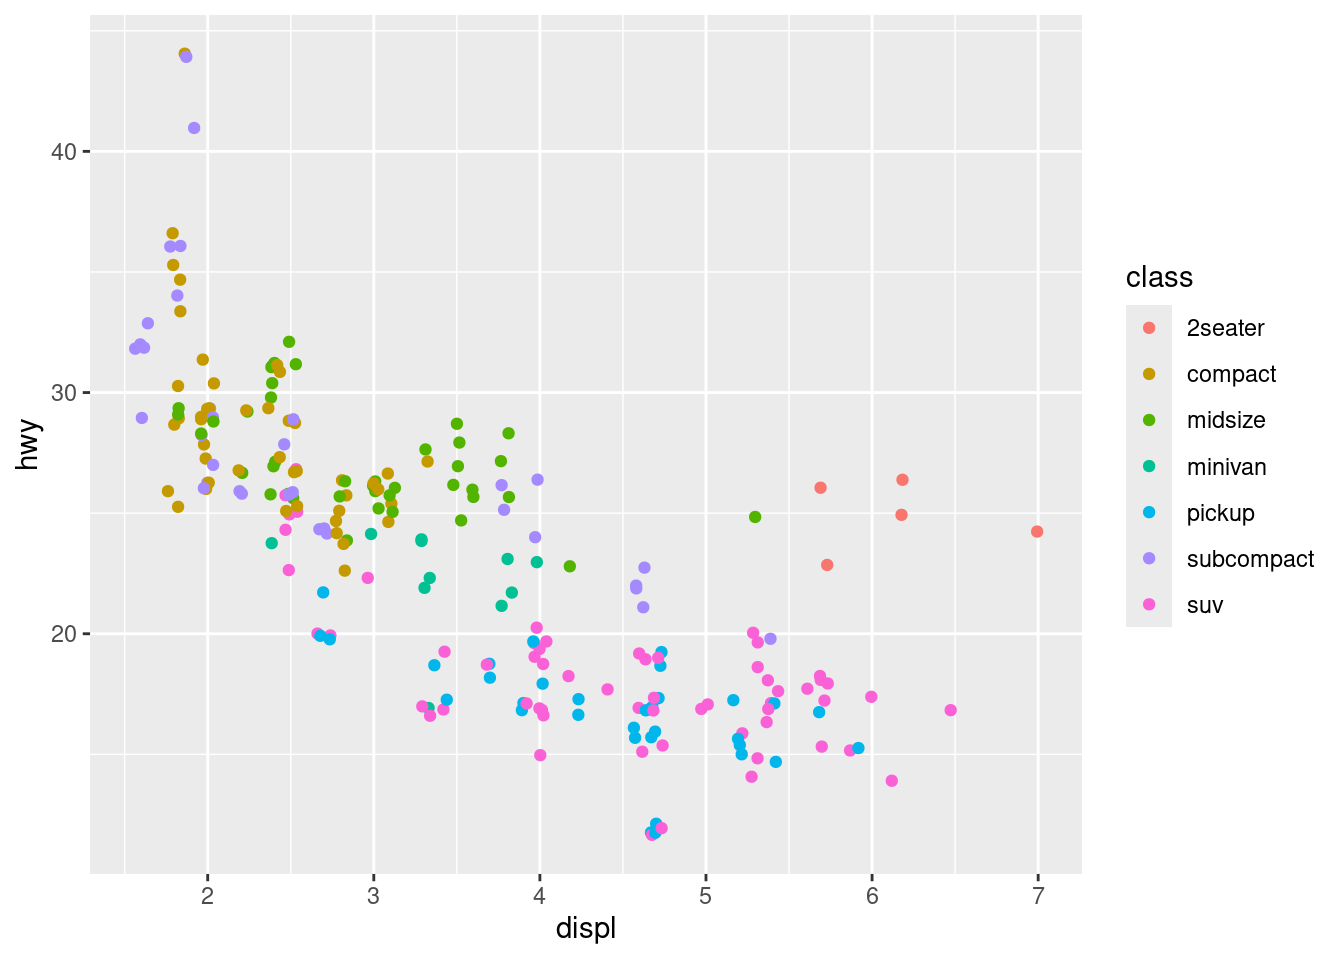 40
30
20
hwy
2 3 4 5 6 7
displ
class
2seater
compact
midsize
minivan
pickup
subcompact
suv